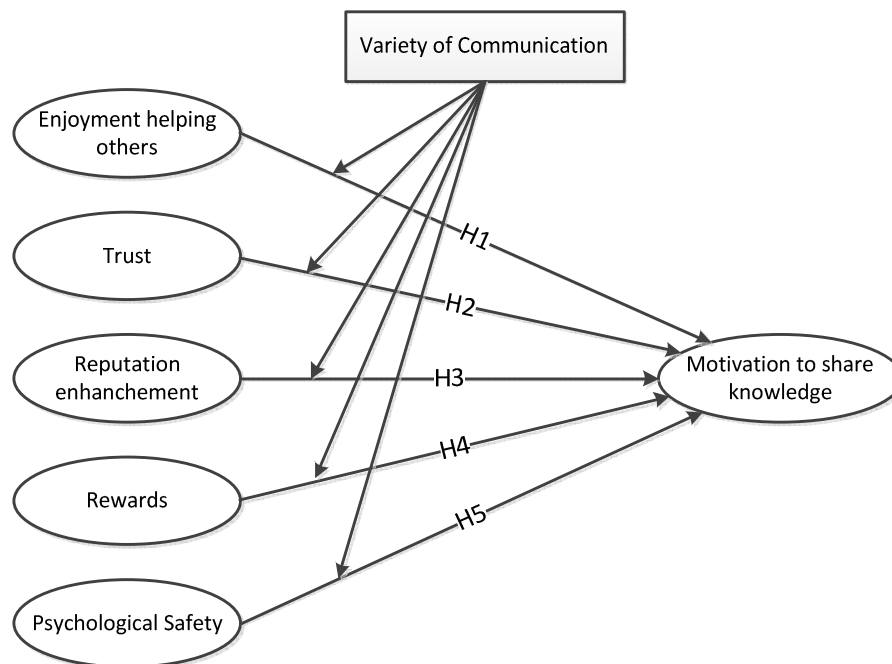 Variety of Communication
Enjoyment helping
others
H1
Trust
H2
Reputation
enhanchement
H3
Motivation to share
knowledge
H4
Rewards
H5
Psychological Safety